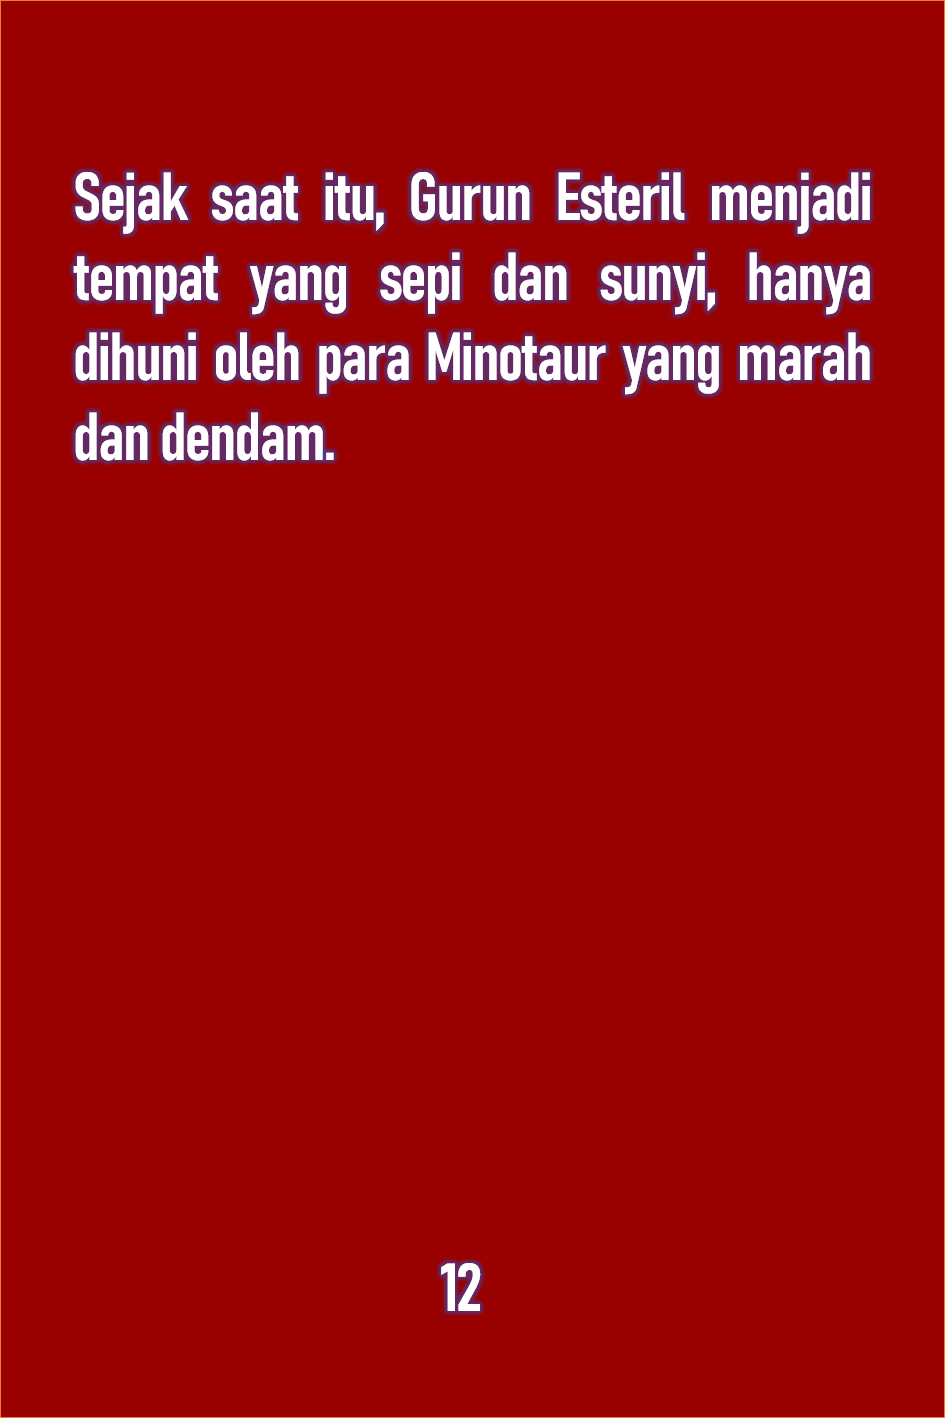 Sejak saat itu, Gurun Esteril menjadi
tempat yang sepi dan sunyi, hanya
dihuni oleh para Minotaur yang marah
dan dendam.
12